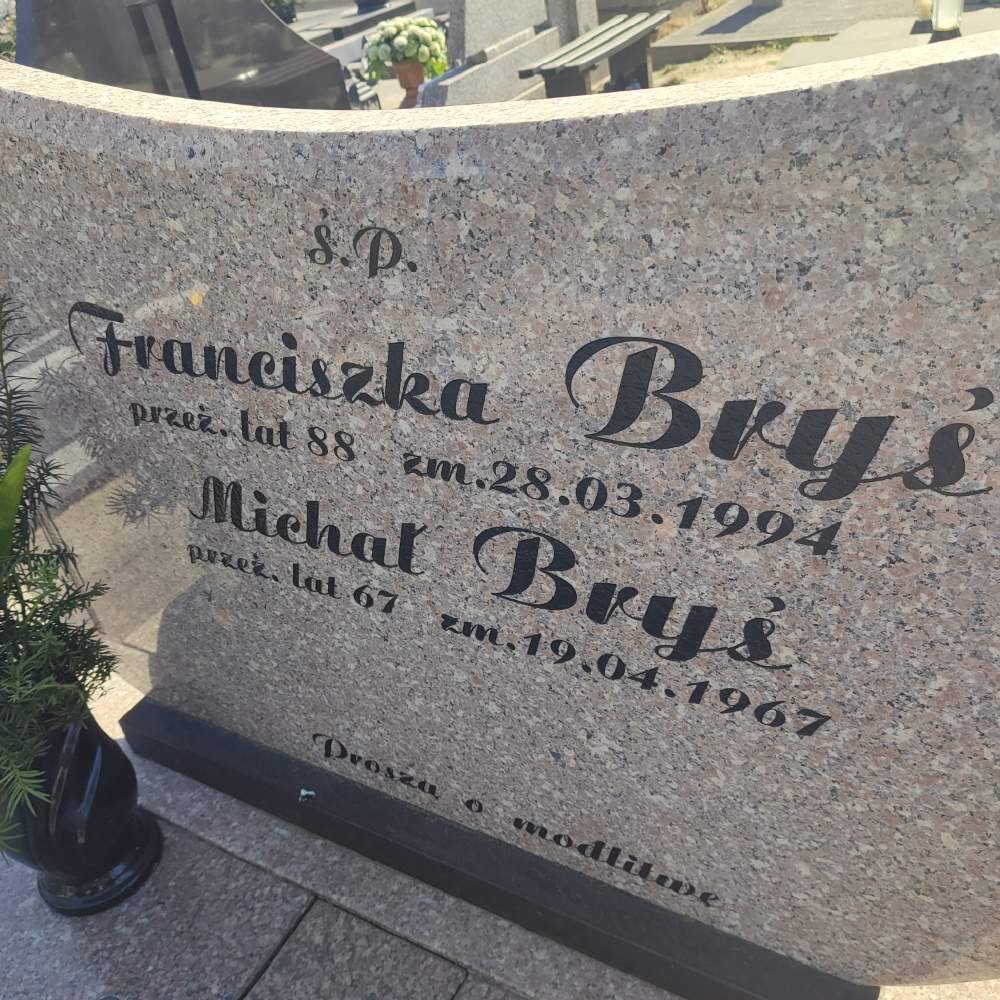 ś.P.
Franciszka Bryś
przeż. lat 88 zm.28.03.1994
Michał Bryś
przeż. lat 67 zm.19.04.1967
Proszą o modlitwę